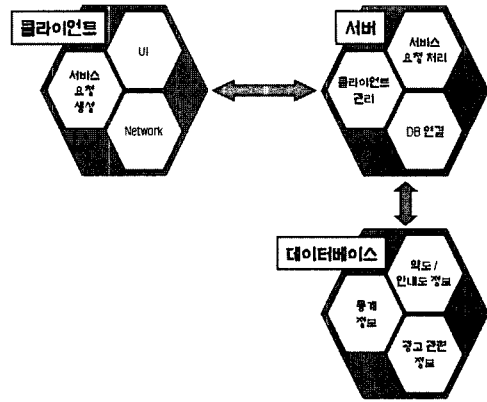 클라이언트
UI
서비스
요청
생성
Network
서버
서비스
요청 처리
클라이언트
관리
DB 연결
데이터베이스
약도 /
안내도 정보
통계
정보
광고 관련
정보